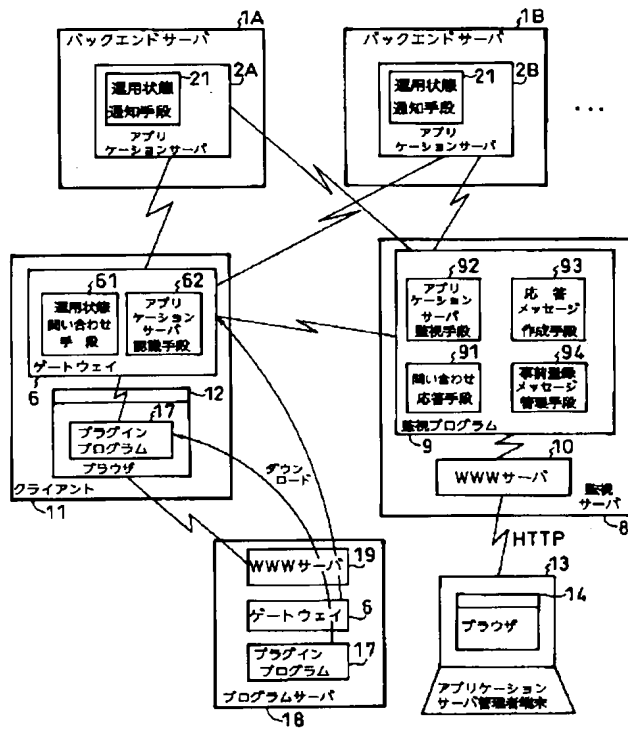 1A
バックエンドサーバ
2A
21
運用状態
通知手段
アプリ
ケーションサーバ
1B
バックエンドサーバ
2B
21
運用状態
通知手段
アプリ
ケーションサーバ
...
61
運用状態
問い合わせ
手段
62
アプリ
ケーション
サーバ
認識手段
ゲートウェイ
6
12
17
プラグイン
プログラム
ブラウザ
クライアント
11
92
アプリ
ケーション
サーバ
監視手段
93
応答
メッセージ
作成手段
91
問い合わせ
応答手段
94
事前登録
メッセージ
管理手段
監視プログラム
9
10
WWWサーバ
監視
サーバ
8
ダウン
ロード
HTTP
WWWサーバ
19
ゲートウェイ
6
プラグイン
プログラム
17
プログラムサーバ
18
13
14
ブラウザ
アプリケーション
サーバ管理者端末